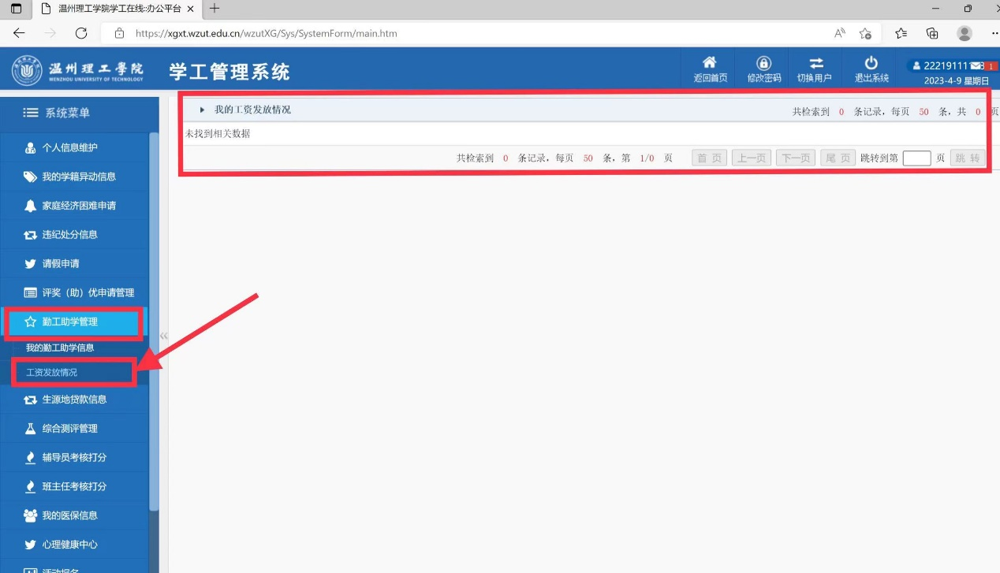 温州理工学院学工在线::办公平台
https://xgxt.wzut.edu.cn/wzutXG/Sys/SystemForm/main.htm
温州理工學院
WENZHOU UNIVERSITY OF TECHNOLOGY
学工管理系统
返回首页
修改密码
切换用户
退出系统
1
2023-4-9 星期日
系统菜单
个人信息维护
我的学籍异动信息
家庭经济困难申请
违纪处分信息
请假申请
评奖（助）优申请管理
勤工助学管理
我的勤工助学信息
工资发放情况
生源地贷款信息
综合测评管理
辅导员考核打分
班主任考核打分
我的医保信息
心理健康中心
活动报名
我的工资发放情况
共检索到 0 条记录，每页 50 条，共 0 页
未找到相关数据
共检索到 0 条记录，每页 50 条，第 1/0 页 首 页 上一页 下一页 尾 页 跳转到第 页 跳 转